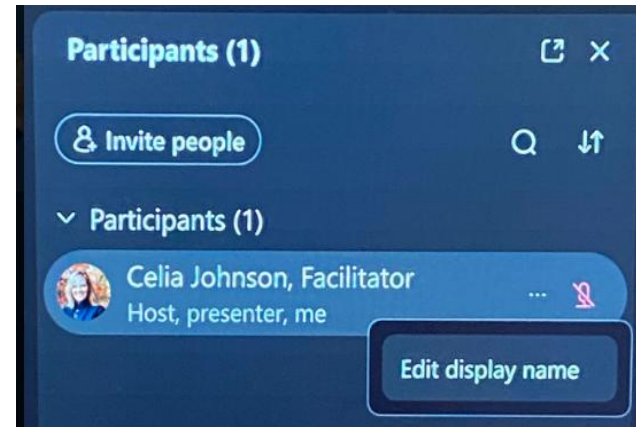 Participants (1)
Invite people
Participants (1)
Celia Johnson, Facilitator
Host, presenter, me
Edit display name